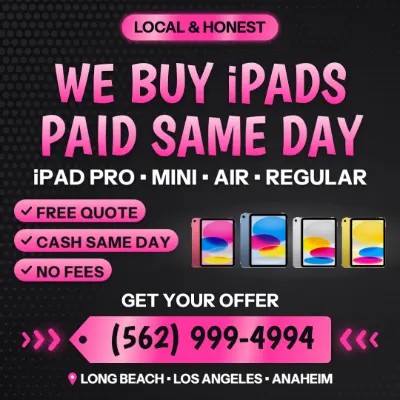 LOCAL & HONEST
WE BUY iPADS
PAID SAME DAY
iPAD PRO ▪ MINI ▪ AIR ▪ REGULAR
FREE QUOTE
CASH SAME DAY
NO FEES
GET YOUR OFFER
(562) 999-4994
LONG BEACH ▪ LOS ANGELES ▪ ANAHEIM